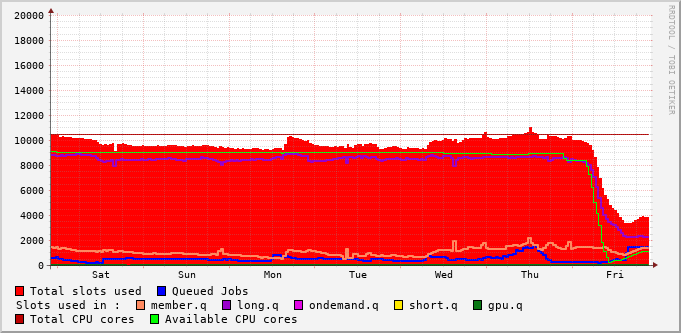 20000
18000
16000
14000
12000
10000
8000
6000
4000
2000
0
Sat Sun Mon Tue Wed Thu Fri
RRDTOOL / TOBI OETIKER
Total slots used Queued Jobs
Slots used in : member.q long.q ondemand.q short.q gpu.q
Total CPU cores Available CPU cores